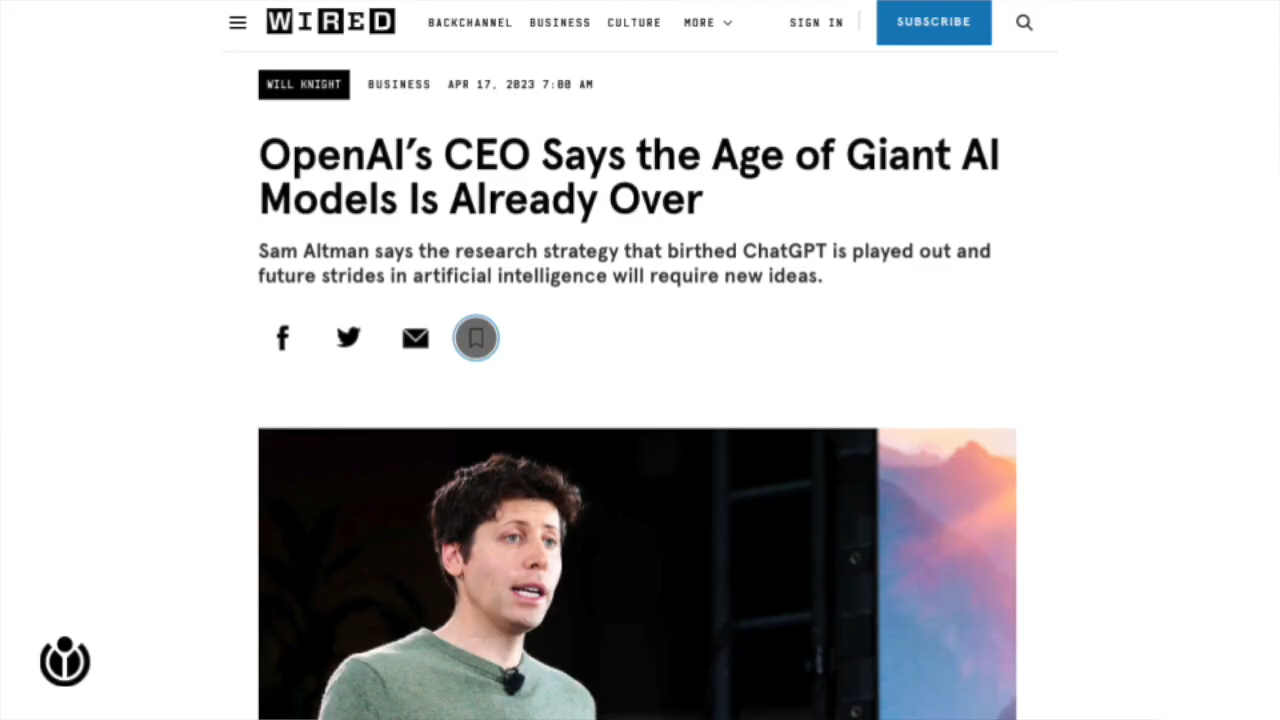 WIRED BACKCHANNEL BUSINESS CULTURE MORE SIGN IN SUBSCRIBE
WILL KNIGHT BUSINESS APR 17, 2023 7:00 AM
OpenAI’s CEO Says the Age of Giant AI
Models Is Already Over
Sam Altman says the research strategy that birthed ChatGPT is played out and
future strides in artificial intelligence will require new ideas.